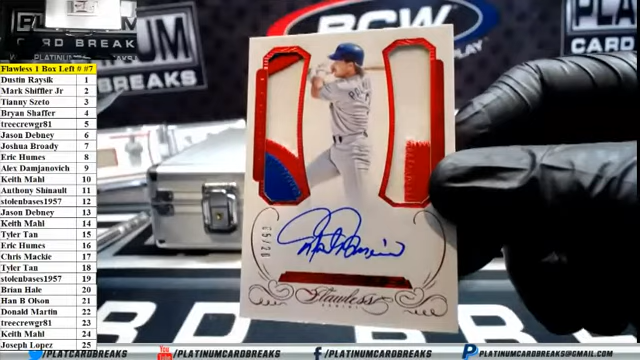 Flawless 1 Box Left # #7
Dustin Raysik 1
Mark Shiffler Jr 2
Tianny Szeto 3
Bryan Shaffer 4
treecrewgr81 5
Jason Debney 6
Joshua Broady 7
Eric Humes 8
Alex Damjanovich 9
Keith Mahl 10
Anthony Shinault 11
stolenbases1957 12
Jason Debney 13
Keith Mahl 14
Tyler Tan 15
Eric Humes 16
Chris Mackie 17
Tyler Tan 18
stolenbases1957 19
Brian Hale 20
Han B Olson 21
Donald Martin 22
treecrewgr81 23
Keith Mahl 24
Joseph Lopez 25
BCW
CARD BREAK
BREAKS
CARD
Flawless
/PLATCARDBREAKS
/PLATINUMCARDBREAKS
/PLATINUMCARDBREAKS
PLATINUMCARDBREAKS@GMAIL.COM